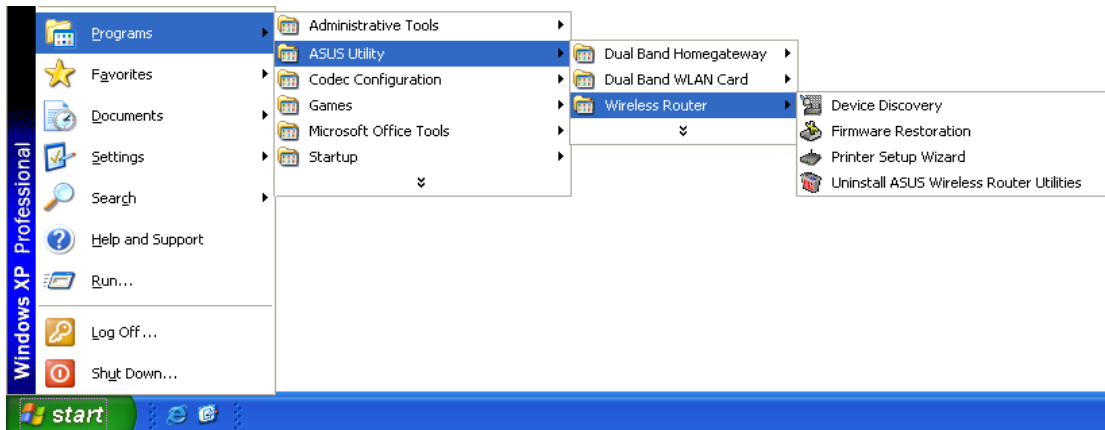 Programs
Favorites
Documents
Settings
Search
Help and Support
Run...
Log Off...
Shut Down...
Windows XP Professional
start
Administrative Tools
ASUS Utility
Codec Configuration
Games
Microsoft Office Tools
Startup
Dual Band Homegateway
Dual Band WLAN Card
Wireless Router
Device Discovery
Firmware Restoration
Printer Setup Wizard
Uninstall ASUS Wireless Router Utilities